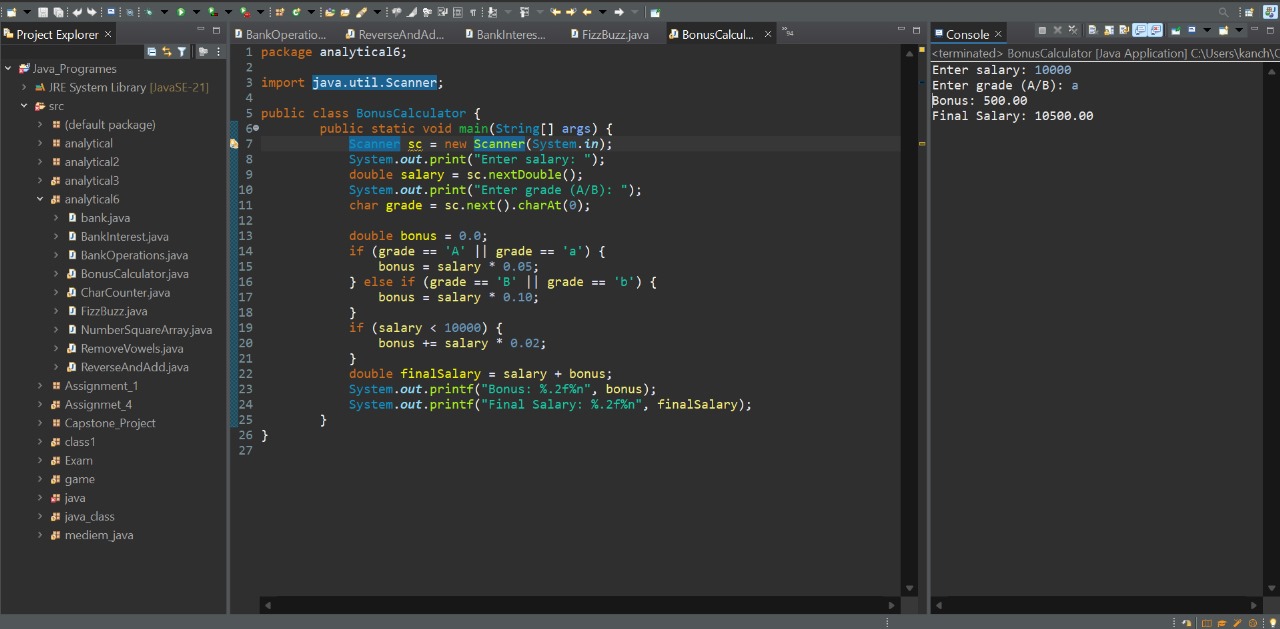 Project Explorer ×
Java_Programes
JRE System Library [JavaSE-21]
src
(default package)
analytical
analytical2
analytical3
analytical6
bank.java
BankInterest.java
BankOperations.java
BonusCalculator.java
CharCounter.java
FizzBuzz.java
NumberSquareArray.java
RemoveVowels.java
ReverseAndAdd.java
Assignment_1
Assignmet_4
Capstone_Project
class1
Exam
game
java
java_class
mediem_java
BankOperatio... ReverseAndAd... BankInteres... FizzBuzz.java BonusCalcul... × »94
1 package analytical6;
2
3 import java.util.Scanner;
4
5 public class BonusCalculator {
6 public static void main(String[] args) {
7 Scanner sc = new Scanner(System.in);
8 System.out.print("Enter salary: ");
9 double salary = sc.nextDouble();
10 System.out.print("Enter grade (A/B): ");
11 char grade = sc.next().charAt(0);
12
13 double bonus = 0.0;
14 if (grade == 'A' || grade == 'a') {
15 bonus = salary * 0.05;
16 } else if (grade == 'B' || grade == 'b') {
17 bonus = salary * 0.10;
18 }
19 if (salary < 10000) {
20 bonus += salary * 0.02;
21 }
22 double finalSalary = salary + bonus;
23 System.out.printf("Bonus: %.2f%n", bonus);
24 System.out.printf("Final Salary: %.2f%n", finalSalary);
25 }
26 }
27
Console ×
<terminated> BonusCalculator [Java Application] C:\Users\kanch\
Enter salary: 10000
Enter grade (A/B): a
Bonus: 500.00
Final Salary: 10500.00